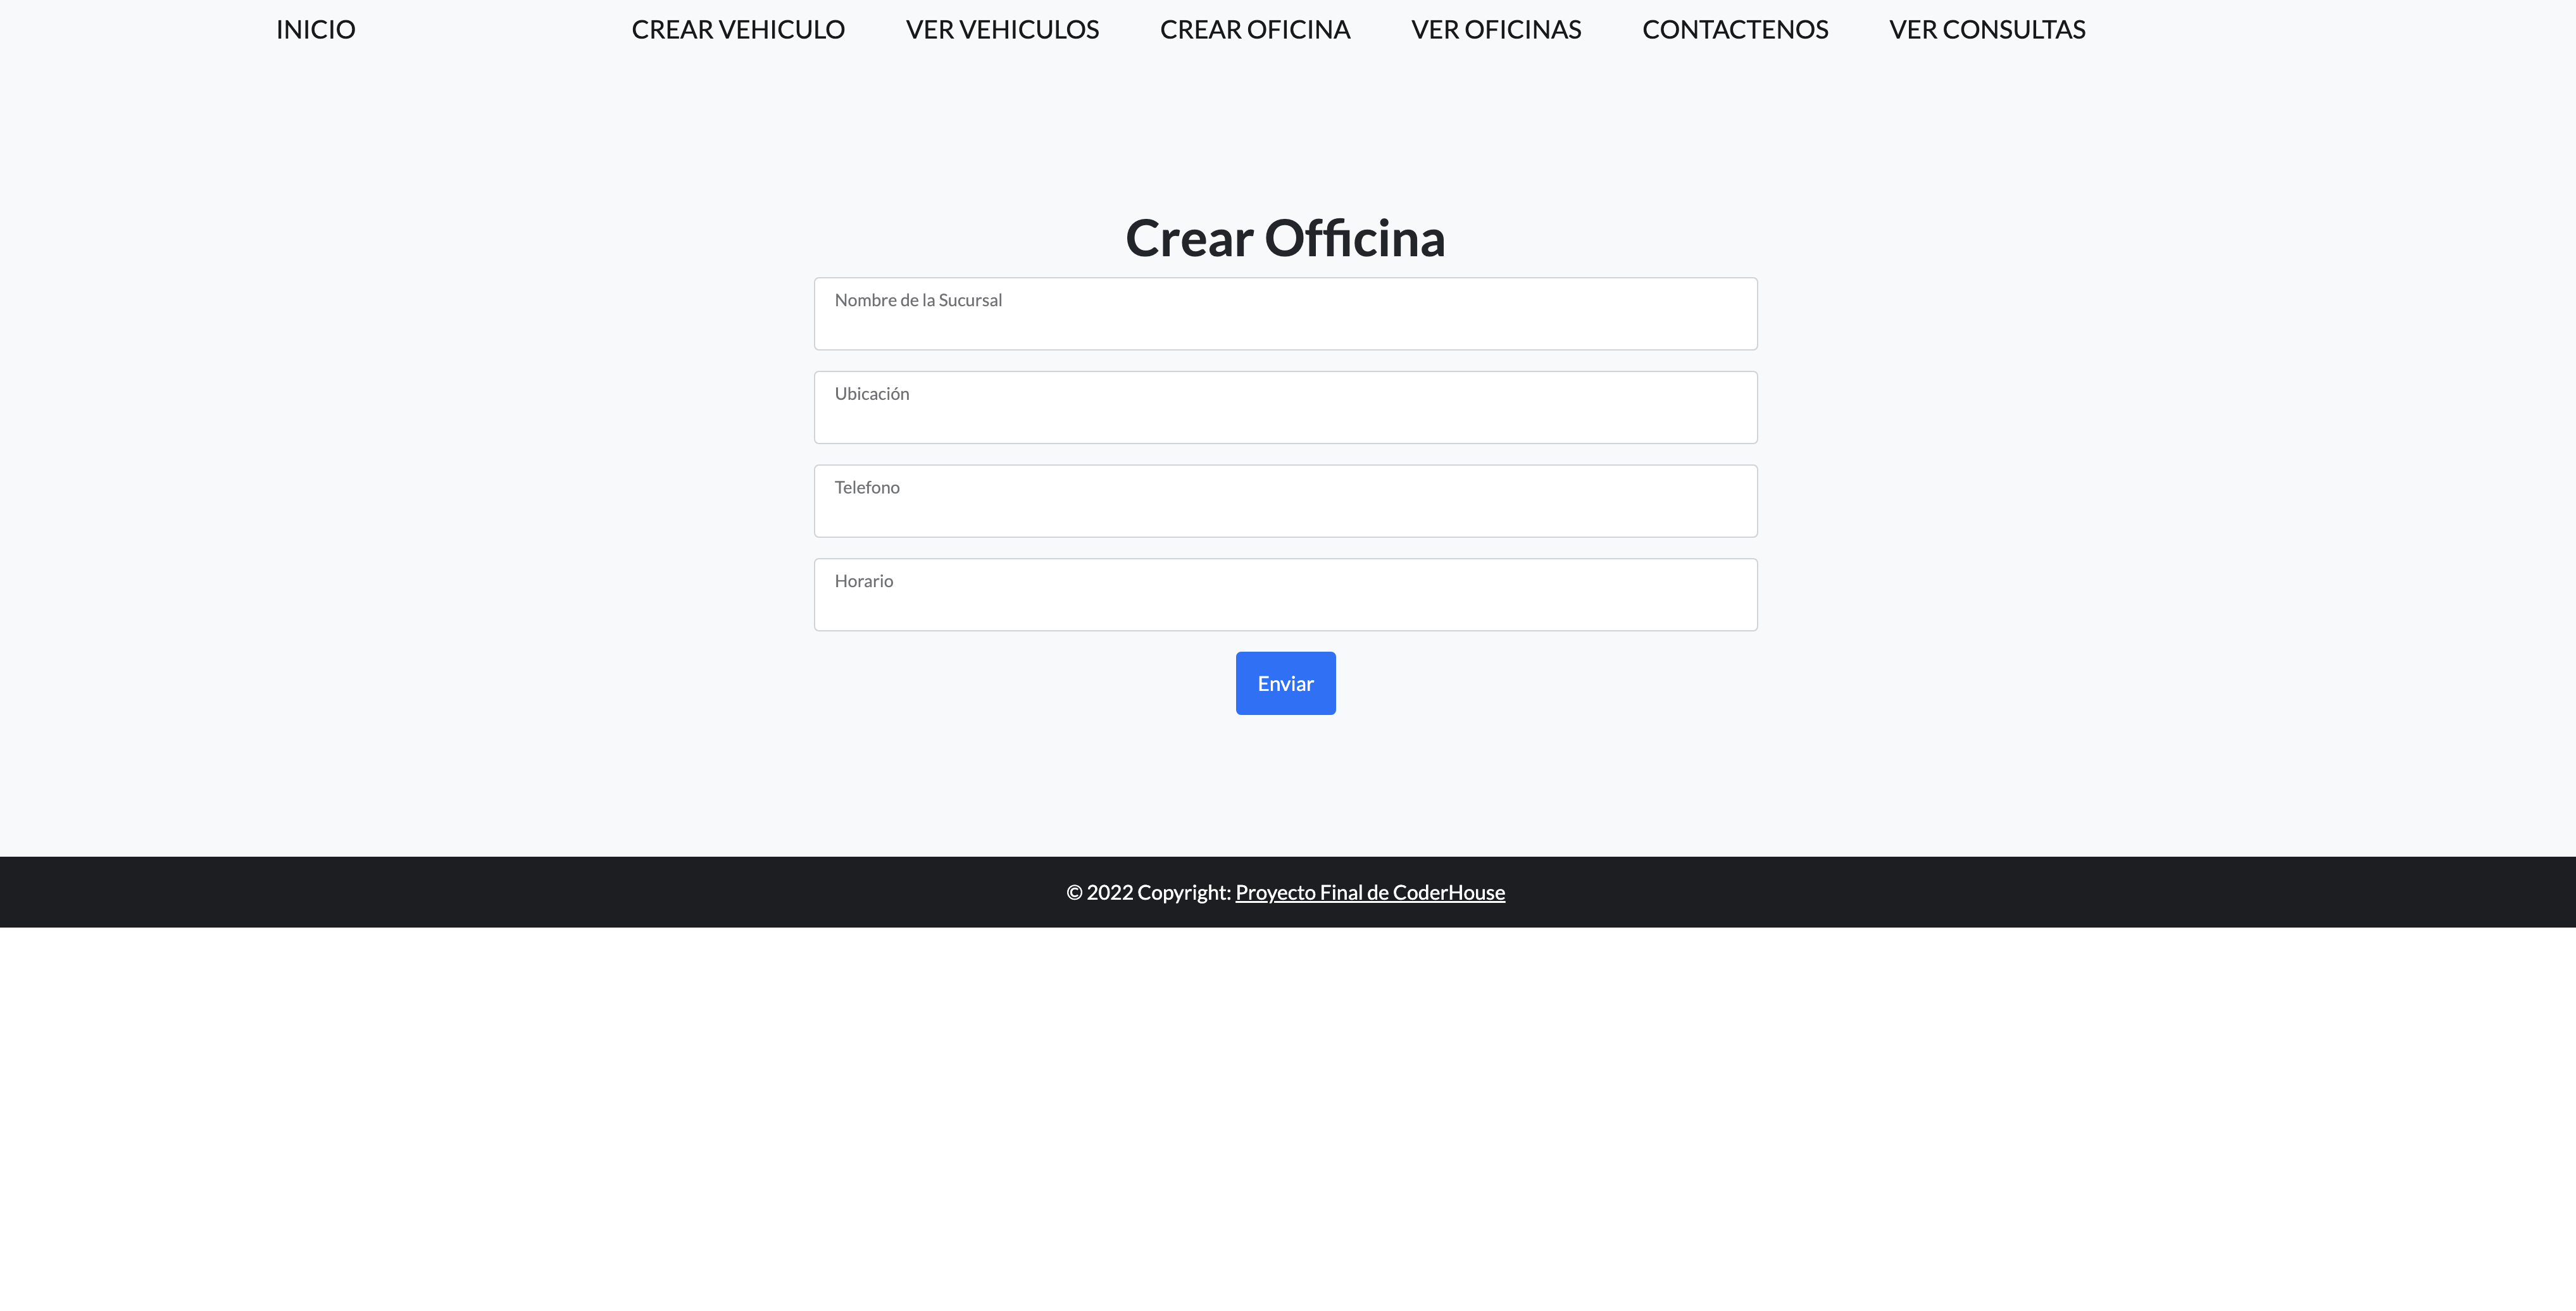 INICIO CREAR VEHICULO VER VEHICULOS CREAR OFICINA VER OFICINAS CONTACTENOS VER CONSULTAS
Crear Officina
Nombre de la Sucursal
Ubicación
Telefono
Horario
Enviar
© 2022 Copyright: Proyecto Final de CoderHouse